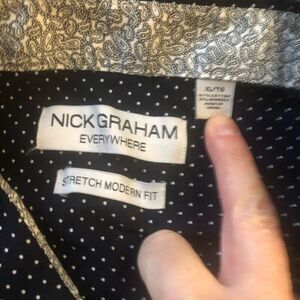 XL/TG
NICKGRAHAM
EVERYWHERE
STRETCH MODERN FIT